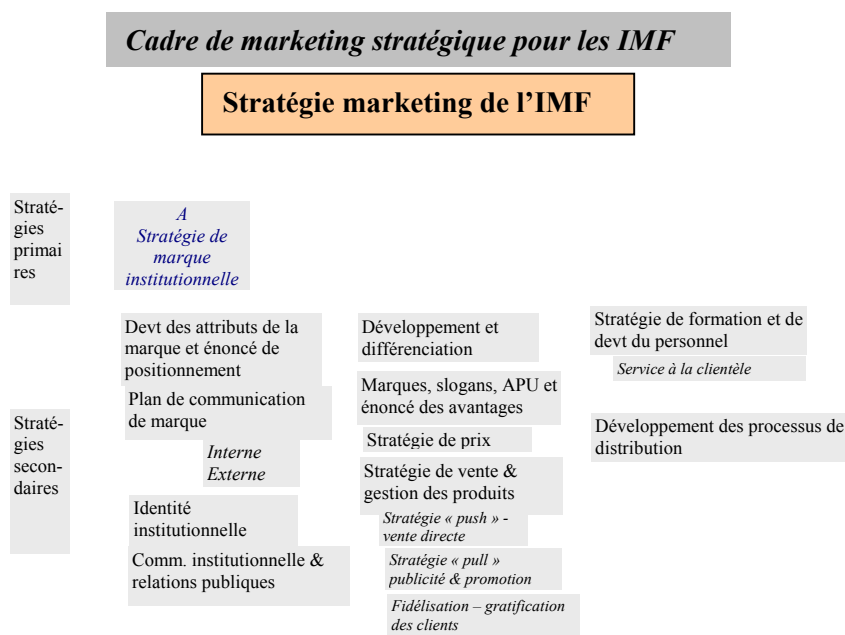 Cadre de marketing stratégique pour les IMF
Stratégie marketing de l'IMF
Straté-
gies
primai
res
A
Stratégie de
marque
institutionnelle
Devt des attributs de la
marque et énoncé de
positionnement
Plan de communication
de marque
Interne
Externe
Identité
institutionnelle
Comm. institutionnelle &
relations publiques
Développement et
différenciation
Marques, slogans, APU et
énoncé des avantages
Stratégie de prix
Stratégie de vente &
gestion des produits
Stratégie « push » -
vente directe
Stratégie « pull »
publicité & promotion
Fidélisation – gratification
des clients
Stratégie de formation et de
devt du personnel
Service à la clientèle
Développement des processus de
distribution
Straté-
gies
secon-
daires